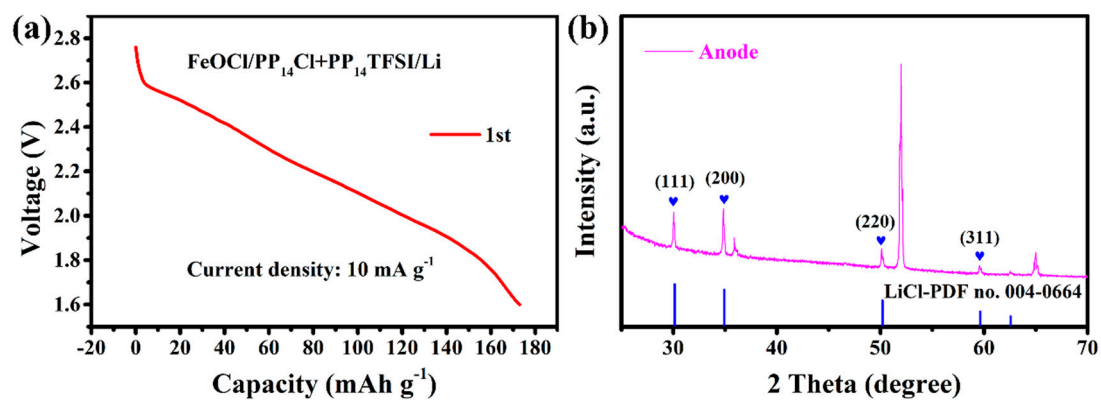 (a)
2.8
2.6
2.4
2.2
2.0
1.8
1.6
Voltage (V)
FeOCl/PP₁₄Cl+PP₁₄TFSI/Li
1st
Current density: 10 mA g⁻¹
-20 0 20 40 60 80 100 120 140 160 180
Capacity (mAh g⁻¹)
(b)
Intensity (a.u.)
Anode
(111)
(200)
(220)
(311)
LiCl-PDF no. 004-0664
30 40 50 60 70
2 Theta (degree)